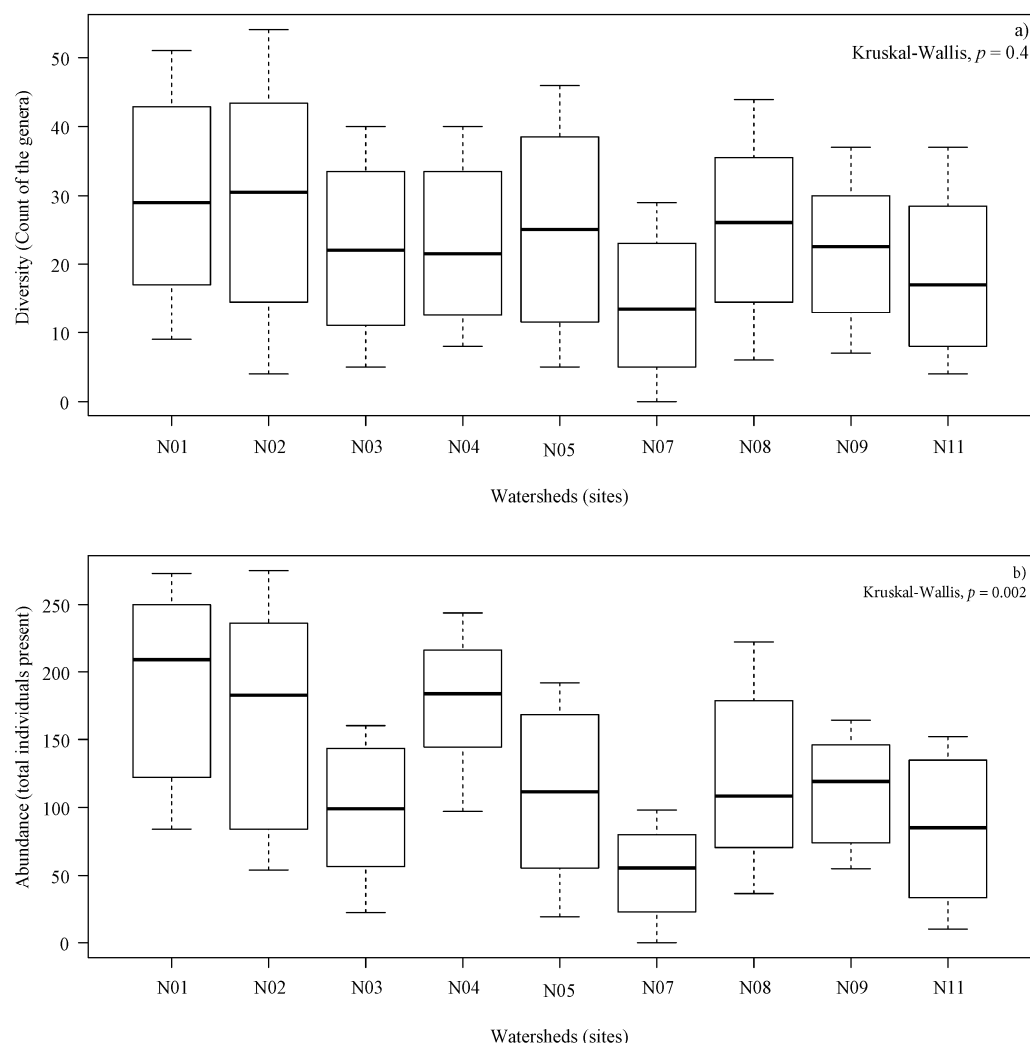 a)
Kruskal-Wallis, p = 0.4
Diversity (Count of the genera)
50
40
30
20
10
0
N01 N02 N03 N04 N05 N07 N08 N09 N11
Watersheds (sites)
b)
Kruskal-Wallis, p = 0.002
Abundance (total individuals present)
250
200
150
100
50
0
N01 N02 N03 N04 N05 N07 N08 N09 N11
Watersheds (sites)